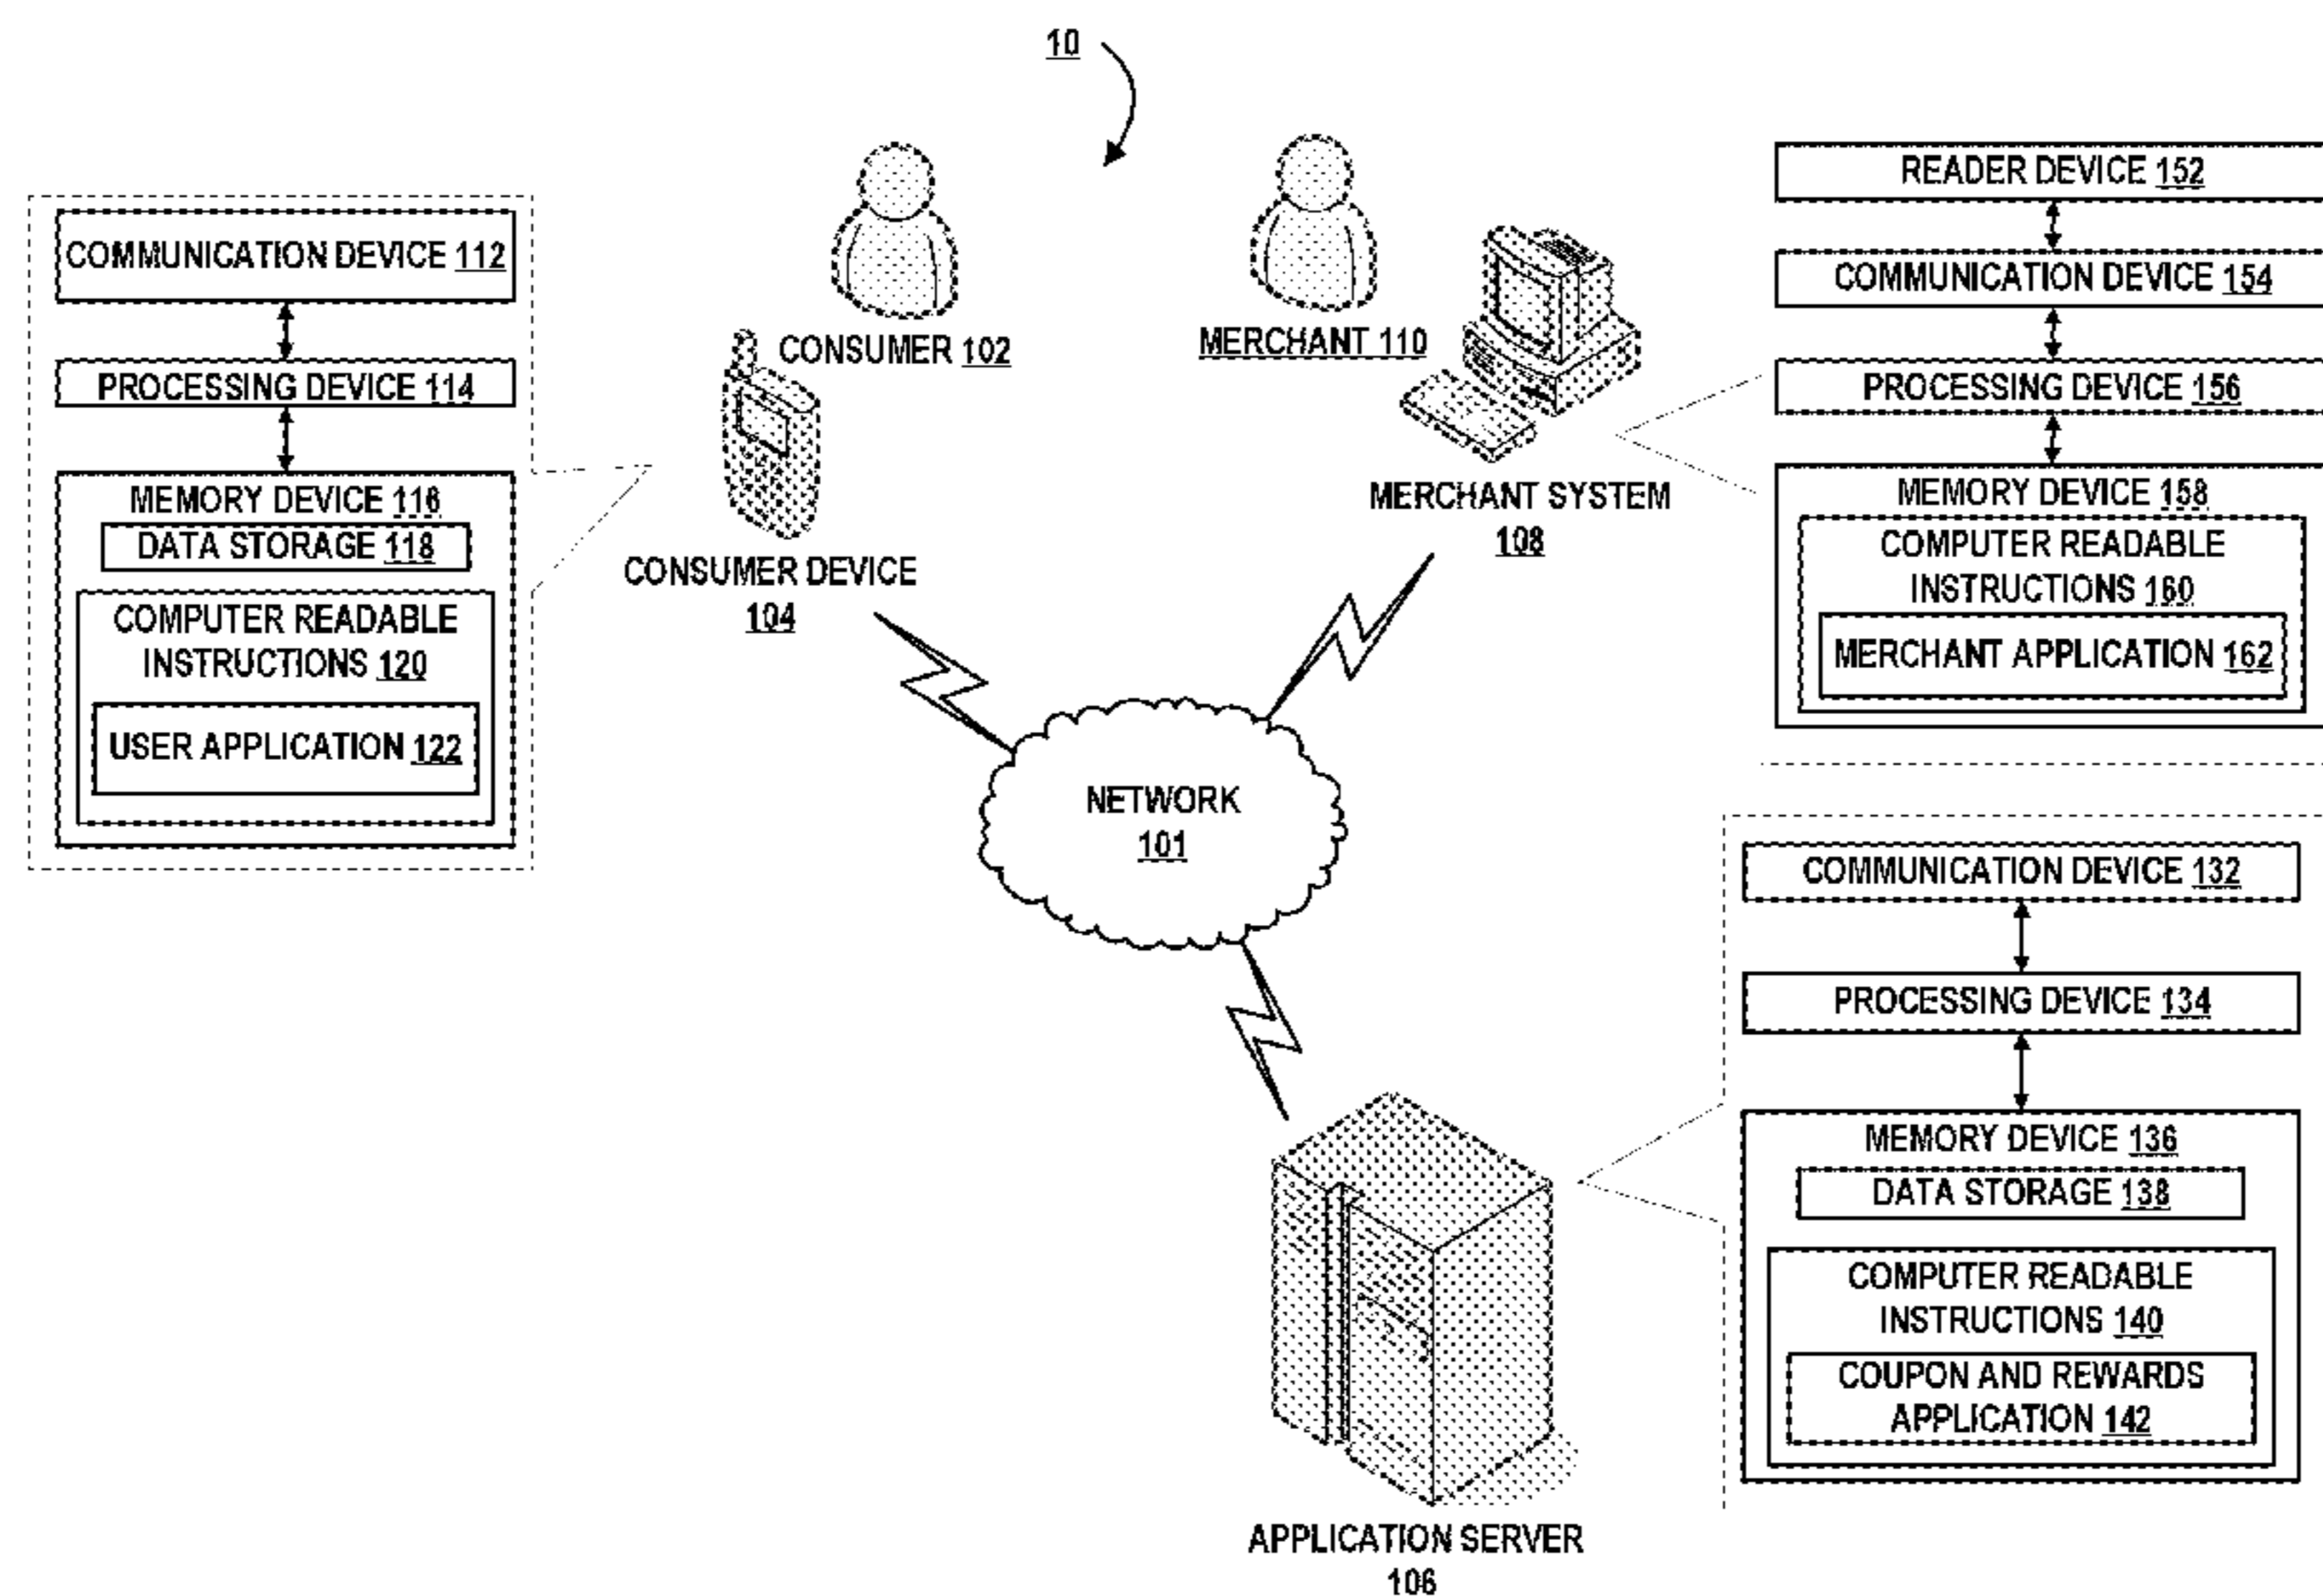 10
COMMUNICATION DEVICE 112
PROCESSING DEVICE 114
MEMORY DEVICE 116
DATA STORAGE 118
COMPUTER READABLE
INSTRUCTIONS 120
USER APPLICATION 122
CONSUMER 102
CONSUMER DEVICE
104
MERCHANT 110
MERCHANT SYSTEM
108
READER DEVICE 152
COMMUNICATION DEVICE 154
PROCESSING DEVICE 156
MEMORY DEVICE 158
COMPUTER READABLE
INSTRUCTIONS 160
MERCHANT APPLICATION 162
NETWORK
101
COMMUNICATION DEVICE 132
PROCESSING DEVICE 134
MEMORY DEVICE 136
DATA STORAGE 138
COMPUTER READABLE
INSTRUCTIONS 140
COUPON AND REWARDS
APPLICATION 142
APPLICATION SERVER
106